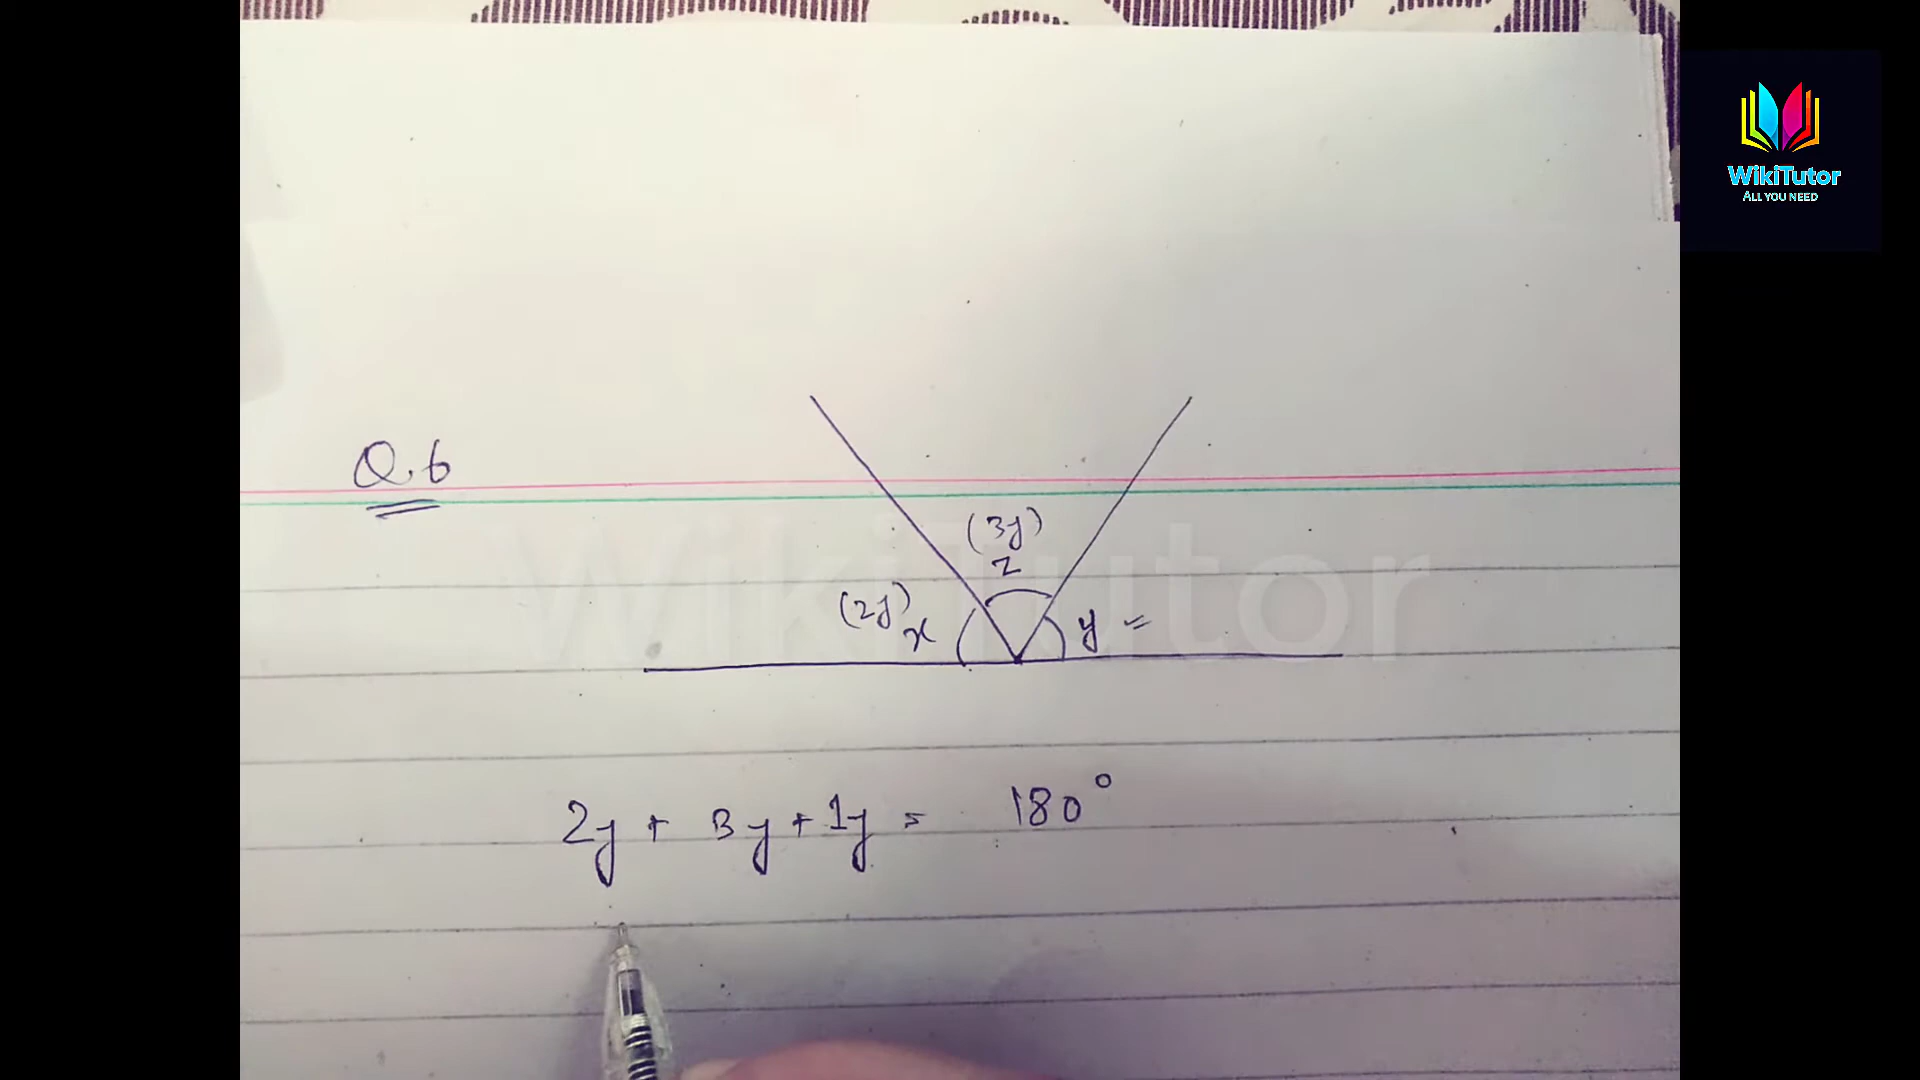 WikiTutor
ALL YOU NEED
Q.6
(3y)
z
(2y)
x
y =
WikiTutor
2y + 3y + 1y = 180°